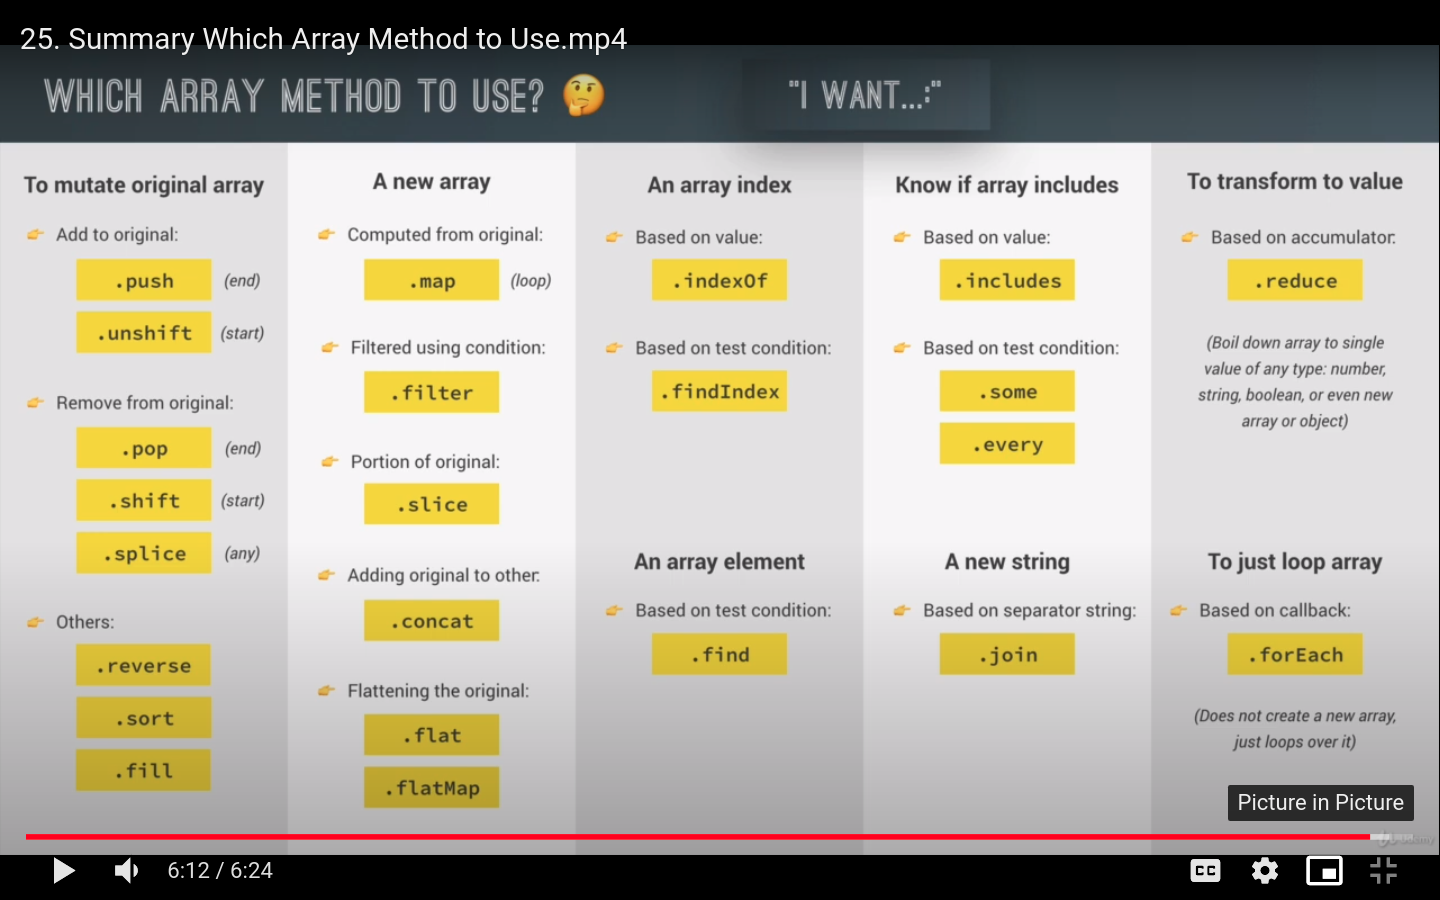 25. Summary Which Array Method to Use.mp4
WHICH ARRAY METHOD TO USE? 🤔
"I WANT...:"
To mutate original array
Add to original:
.push (end)
.unshift (start)
Remove from original:
.pop (end)
.shift (start)
.splice (any)
Others:
.reverse
.sort
.fill
A new array
Computed from original:
.map (loop)
Filtered using condition:
.filter
Portion of original:
.slice
Adding original to other:
.concat
Flattening the original:
.flat
.flatMap
An array index
Based on value:
.indexOf
Based on test condition:
.findIndex
An array element
Based on test condition:
.find
Know if array includes
Based on value:
.includes
Based on test condition:
.some
.every
A new string
Based on separator string:
.join
To transform to value
Based on accumulator:
.reduce
(Boil down array to single
value of any type: number,
string, boolean, or even new
array or object)
To just loop array
Based on callback:
.forEach
(Does not create a new array,
just loops over it)
Picture in Picture
6:12 / 6:24
CC